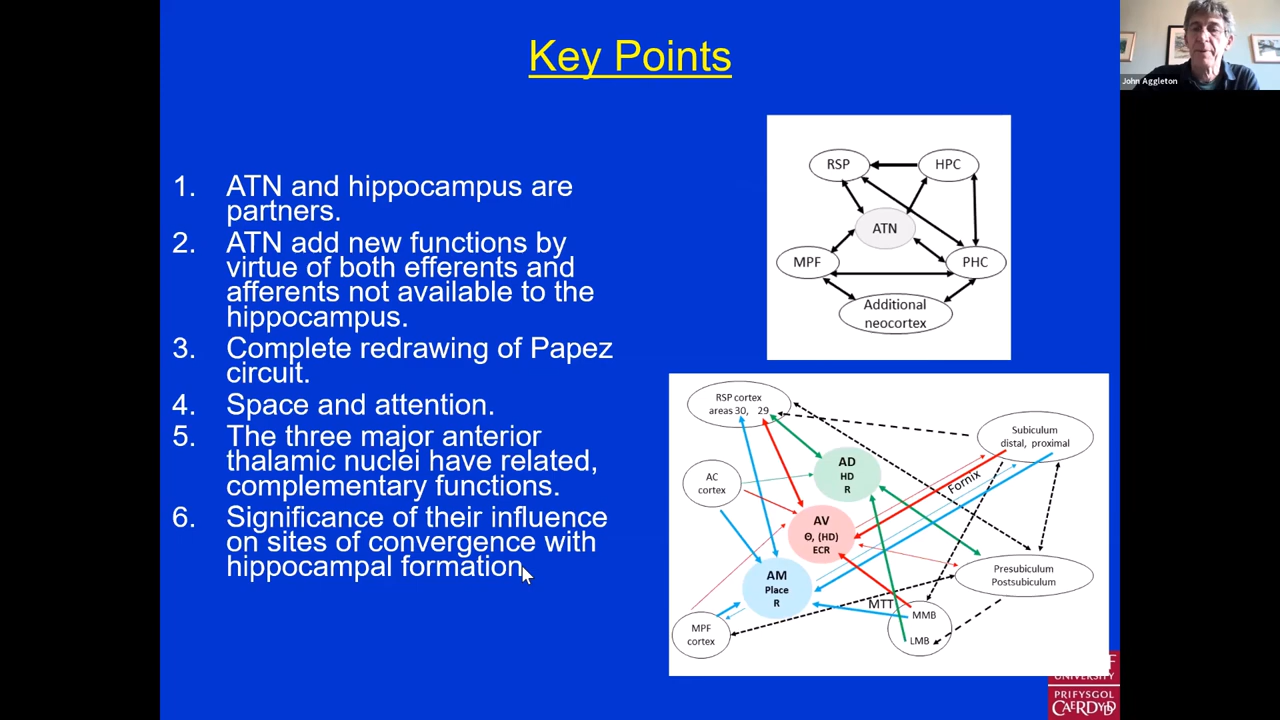 Key Points
John Aggleton
1. ATN and hippocampus are
partners.
2. ATN add new functions by
virtue of both efferents and
afferents not available to the
hippocampus.
3. Complete redrawing of Papez
circuit.
4. Space and attention.
5. The three major anterior
thalamic nuclei have related,
complementary functions.
6. Significance of their influence
on sites of convergence with
hippocampal formation.
RSP
HPC
ATN
MPF
PHC
Additional
neocortex
RSP cortex
areas 30, 29
Subiculum
distal, proximal
AD
HD
R
AC
cortex
Fornix
AV
Θ, (HD)
ECR
AM
Place
R
Presubiculum
Postsubiculum
MTT
MMB
LMB
MPF
cortex
UNIVERSITY
PRIFYSGOL
CAERDYDD